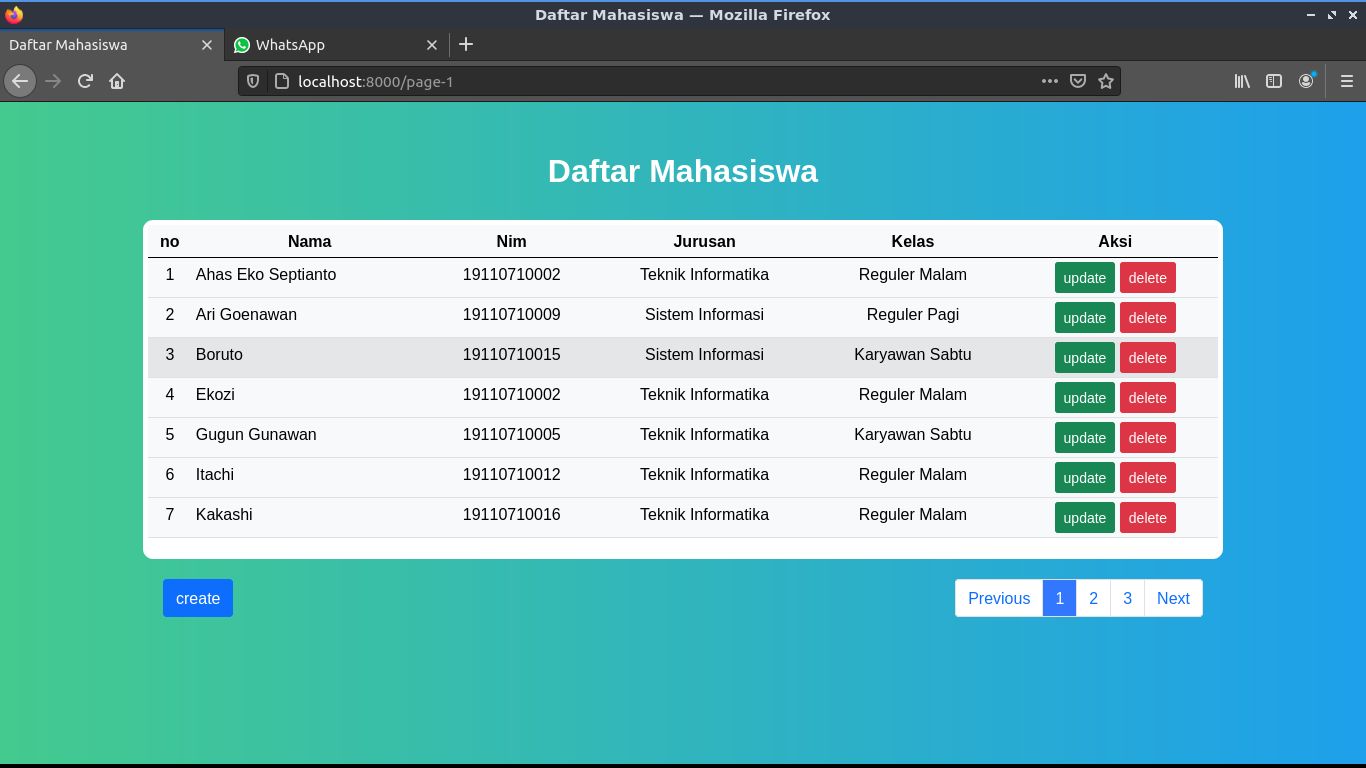 Daftar Mahasiswa — Mozilla Firefox
Daftar Mahasiswa WhatsApp
localhost:8000/page-1
Daftar Mahasiswa
no Nama Nim Jurusan Kelas Aksi
1 Ahas Eko Septianto 19110710002 Teknik Informatika Reguler Malam update delete
2 Ari Goenawan 19110710009 Sistem Informasi Reguler Pagi update delete
3 Boruto 19110710015 Sistem Informasi Karyawan Sabtu update delete
4 Ekozi 19110710002 Teknik Informatika Reguler Malam update delete
5 Gugun Gunawan 19110710005 Teknik Informatika Karyawan Sabtu update delete
6 Itachi 19110710012 Teknik Informatika Reguler Malam update delete
7 Kakashi 19110710016 Teknik Informatika Reguler Malam update delete
create Previous 1 2 3 Next